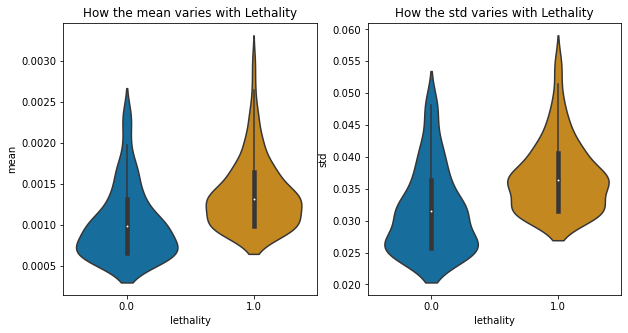 How the mean varies with Lethality
mean
0.0030
0.0025
0.0020
0.0015
0.0010
0.0005
0.0 1.0
lethality
How the std varies with Lethality
std
0.060
0.055
0.050
0.045
0.040
0.035
0.030
0.025
0.020
0.0 1.0
lethality